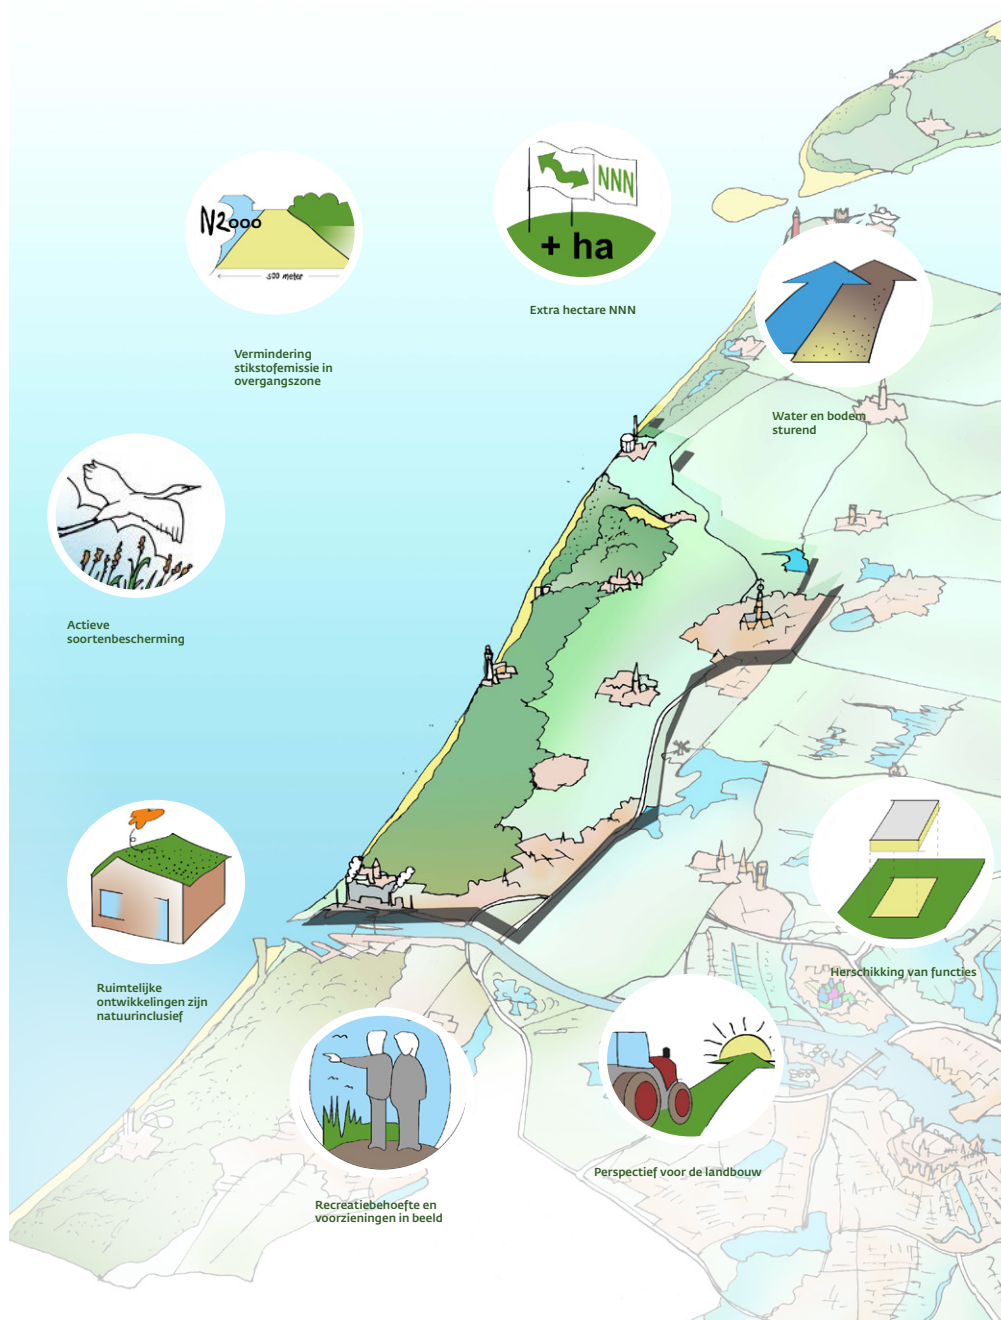 NNN
+ ha
N2000
500 meter
Extra hectare NNN
Vermindering
stikstofemissie in
overgangszone
Water en bodem
sturend
Actieve
soortenbescherming
Herschikking van functies
Ruimtelijke
ontwikkelingen zijn
natuurinclusief
Perspectief voor de landbouw
Recreatiebehoefte en
voorzieningen in beeld